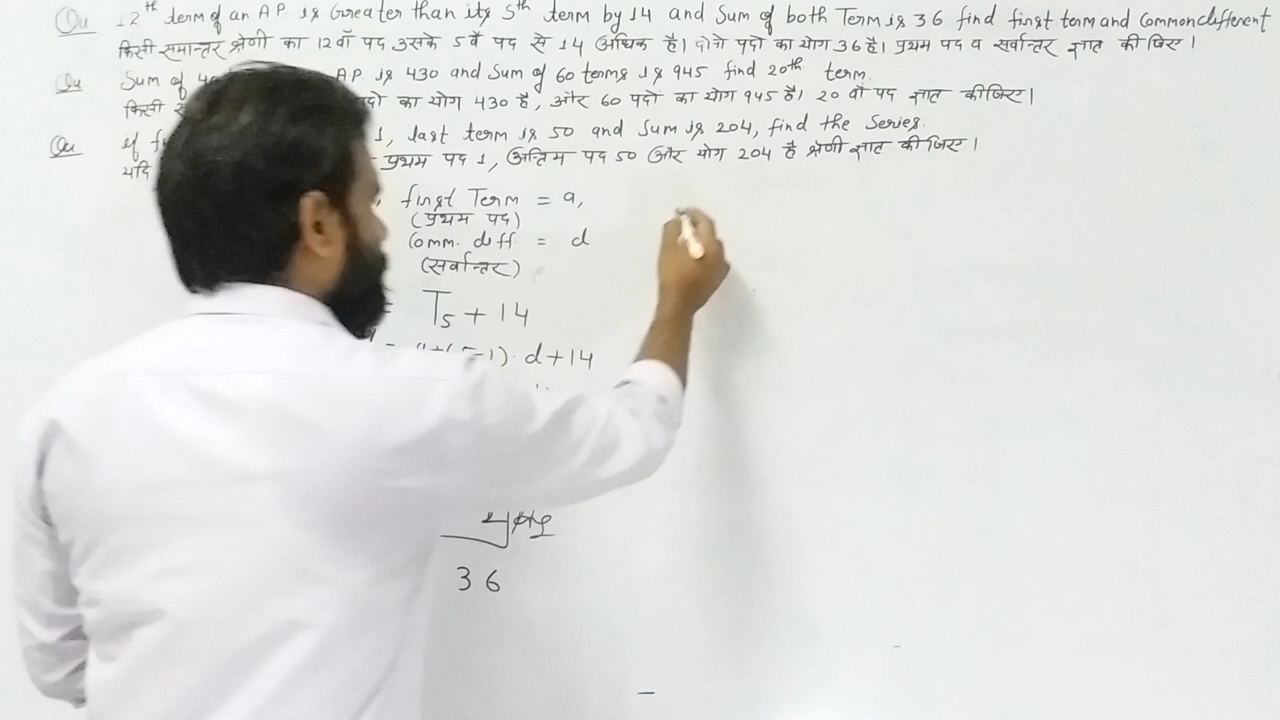 Qu 12th term of an A.P. is Greater than its 5th term by 14 and Sum of both Term is 36 find first term and Common different
किसी समान्तर श्रेणी का 12वाँ पद उसके 5वें पद से 14 अधिक है। दोनो पदो का योग 36 है। प्रथम पद व सर्वान्तर ज्ञात कीजिए।
Qu Sum of A.P is 430 and Sum of 60 terms is 945 find 20th term.
किसी पदो का योग 430 है, और 60 पदों का योग 945 है। 20 वाँ पद ज्ञात कीजिए।
Qu if 1, last term is 50 and Sum is 204, find the Series.
यदि प्रथम पद 1, अन्तिम पद 50 और योग 204 है श्रेणी ज्ञात कीजिए।
first Term = a,
(प्रथम पद)
Comm. diff. = d
(सर्वान्तर)
= T5 + 14
-1). d + 14
36